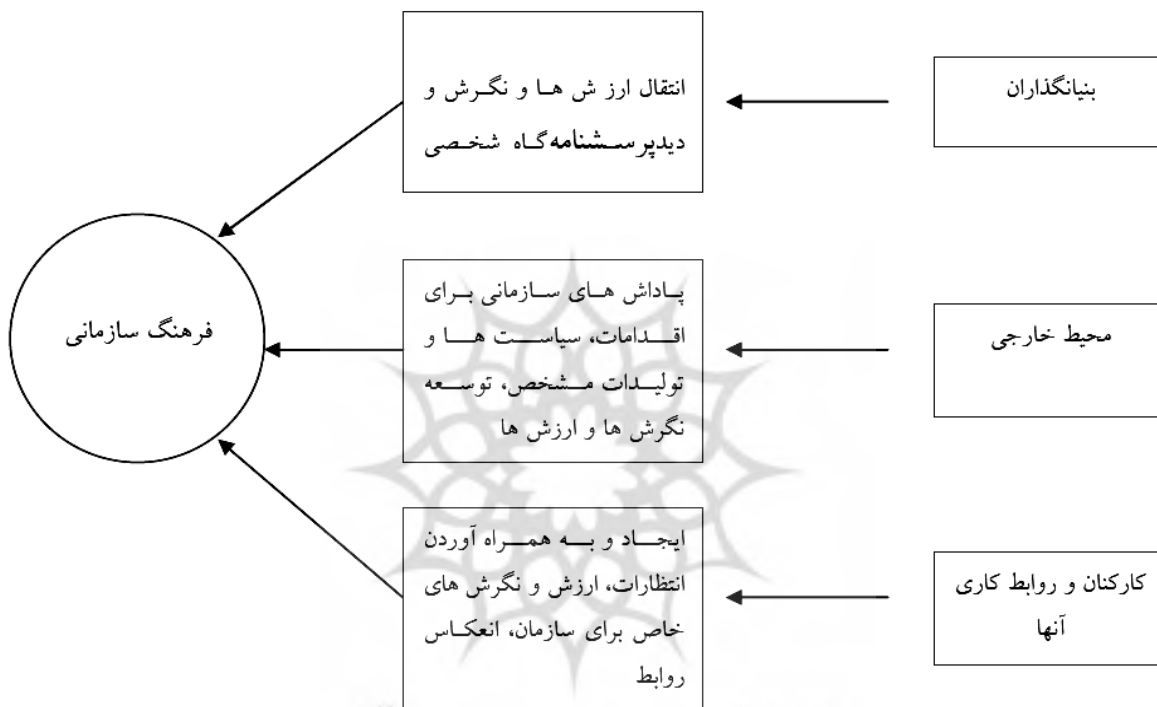 بنیانگذاران
انتقال ارز ش ها و نگرش و
دیدپرسشنامهگاه شخصی
محیط خارجی
پاداش های سازمانی برای
اقدامات، سیاست ها و
تولیدات مشخص، توسعه
نگرش ها و ارزش ها
فرهنگ سازمانی
کارکنان و روابط کاری
آنها
ایجاد و به همراه آوردن
انتظارات، ارزش و نگرش های
خاص برای سازمان، انعکاس
روابط